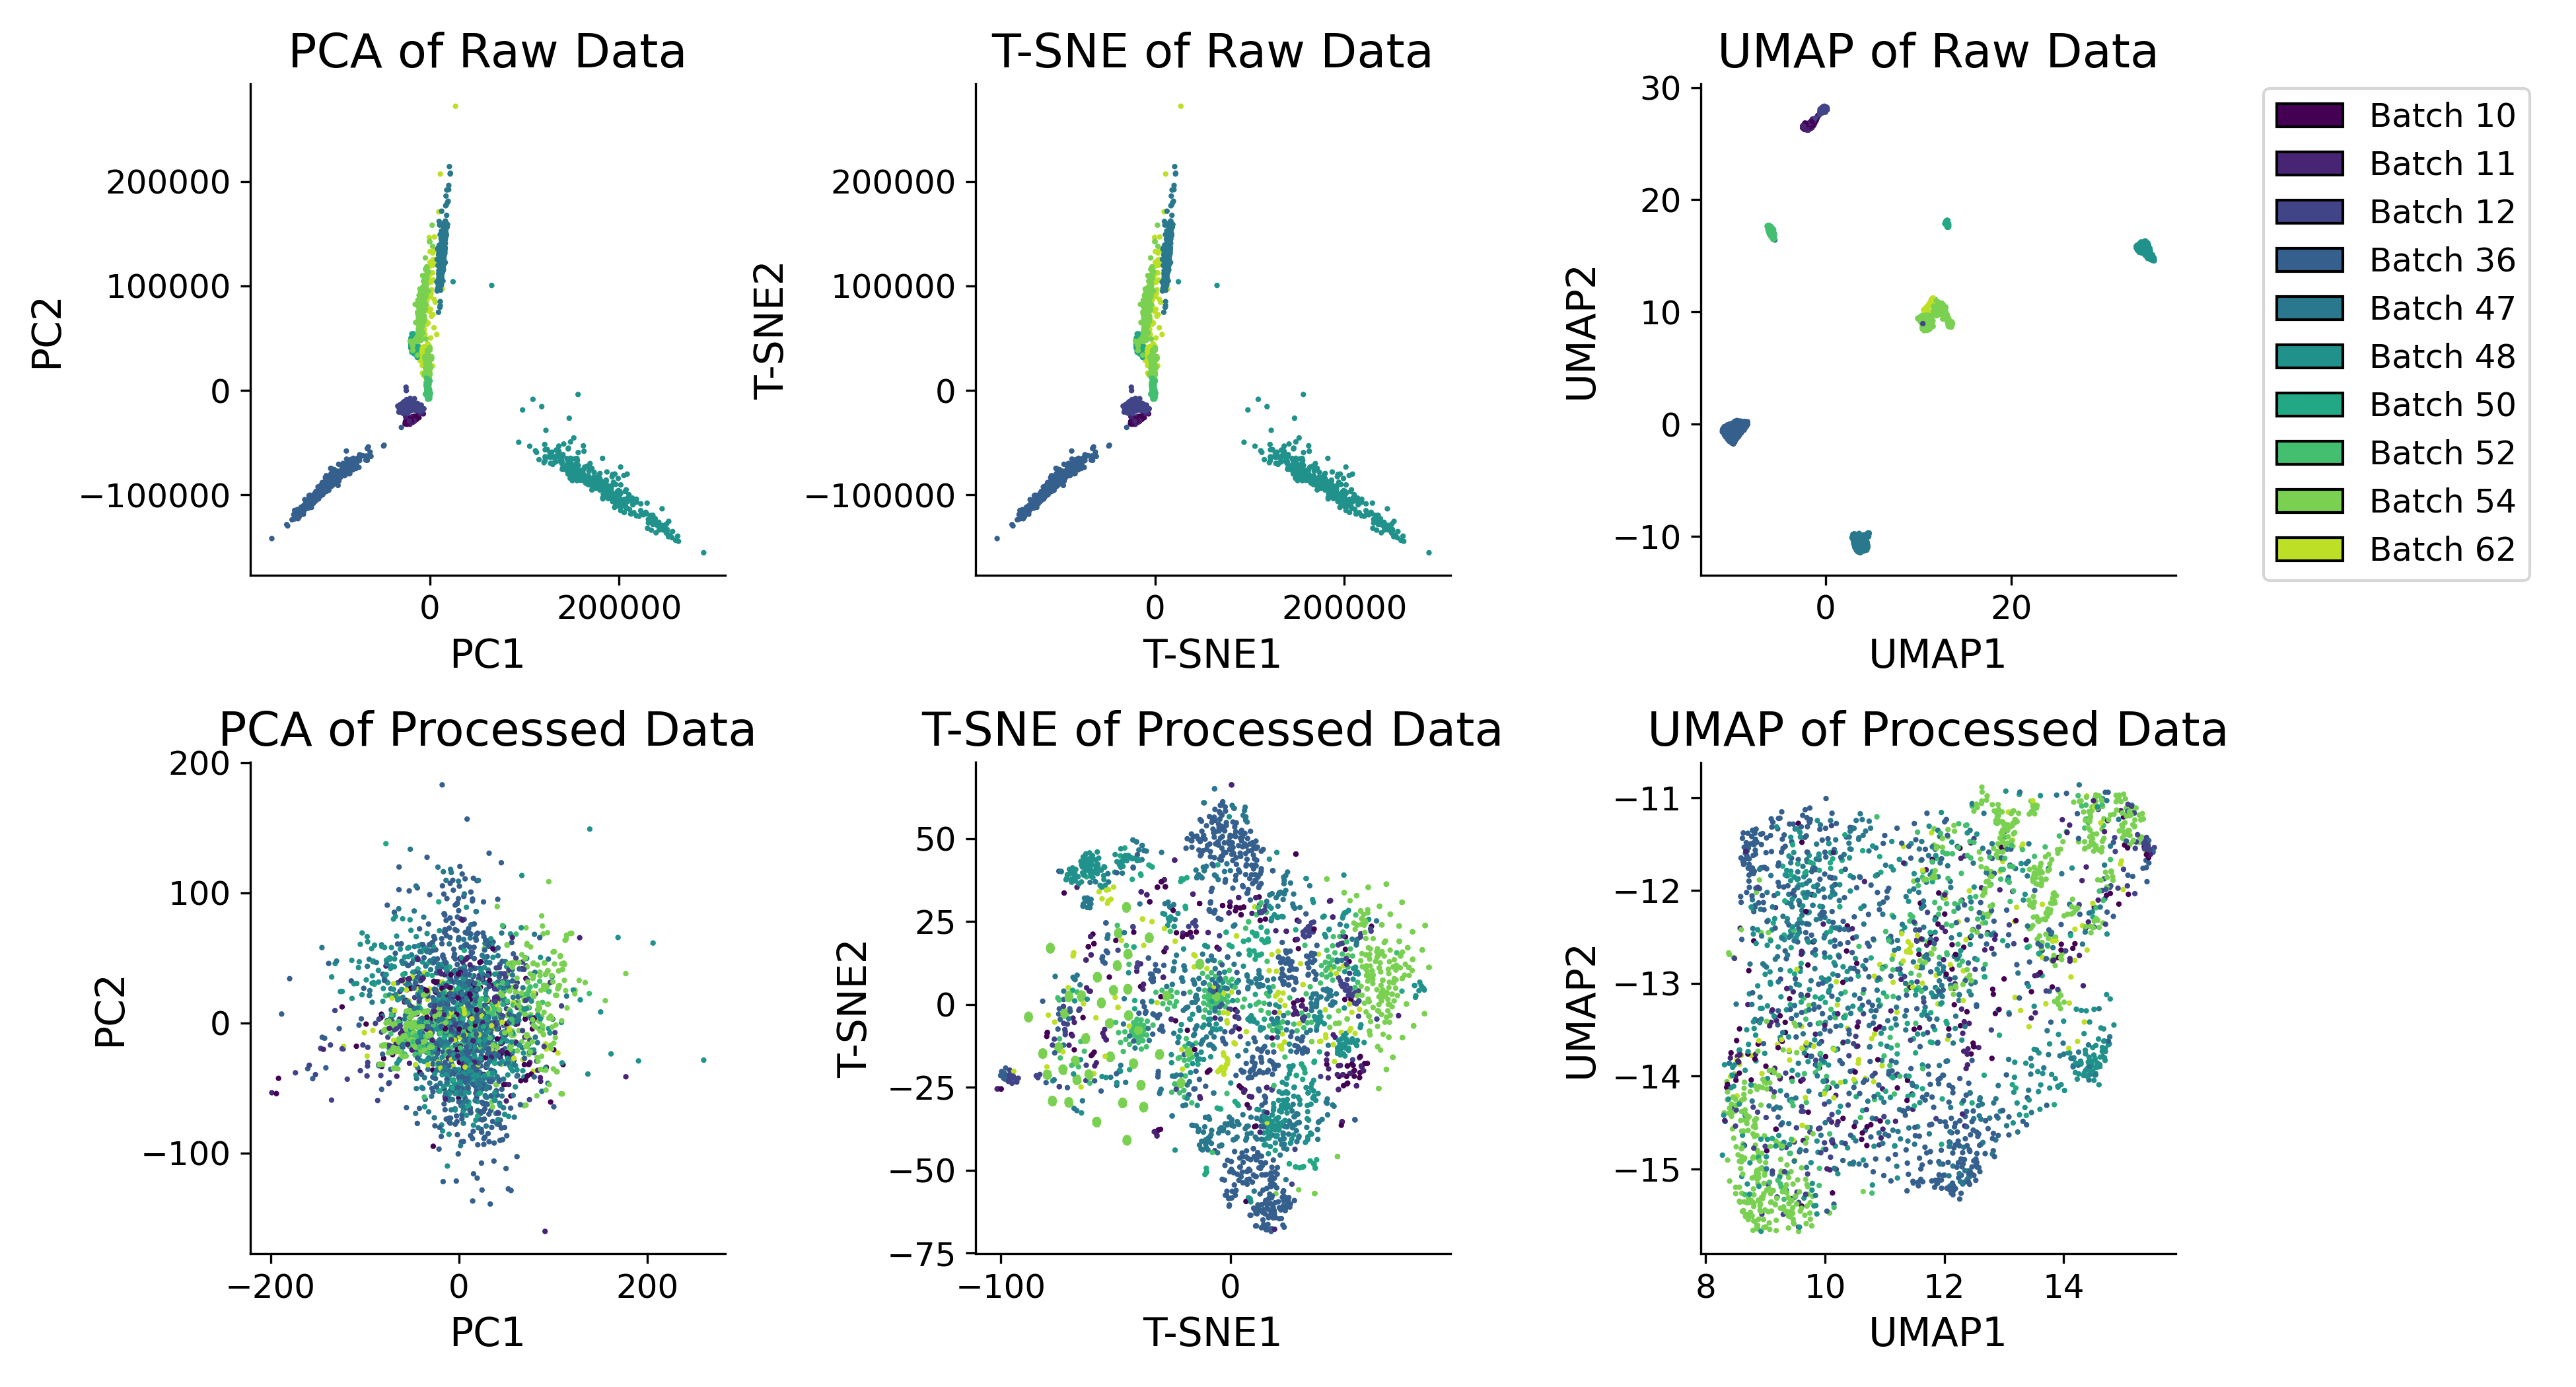 PCA of Raw Data
200000
100000
0
−100000
PC2
0
200000
PC1
T-SNE of Raw Data
200000
100000
0
−100000
T-SNE2
0
200000
T-SNE1
UMAP of Raw Data
30
20
10
0
−10
UMAP2
0
20
UMAP1
Batch 10
Batch 11
Batch 12
Batch 36
Batch 47
Batch 48
Batch 50
Batch 52
Batch 54
Batch 62
PCA of Processed Data
200
100
0
−100
PC2
−200
0
200
PC1
T-SNE of Processed Data
50
25
0
−25
−50
−75
T-SNE2
−100
0
T-SNE1
UMAP of Processed Data
−11
−12
−13
−14
−15
UMAP2
8
10
12
14
UMAP1